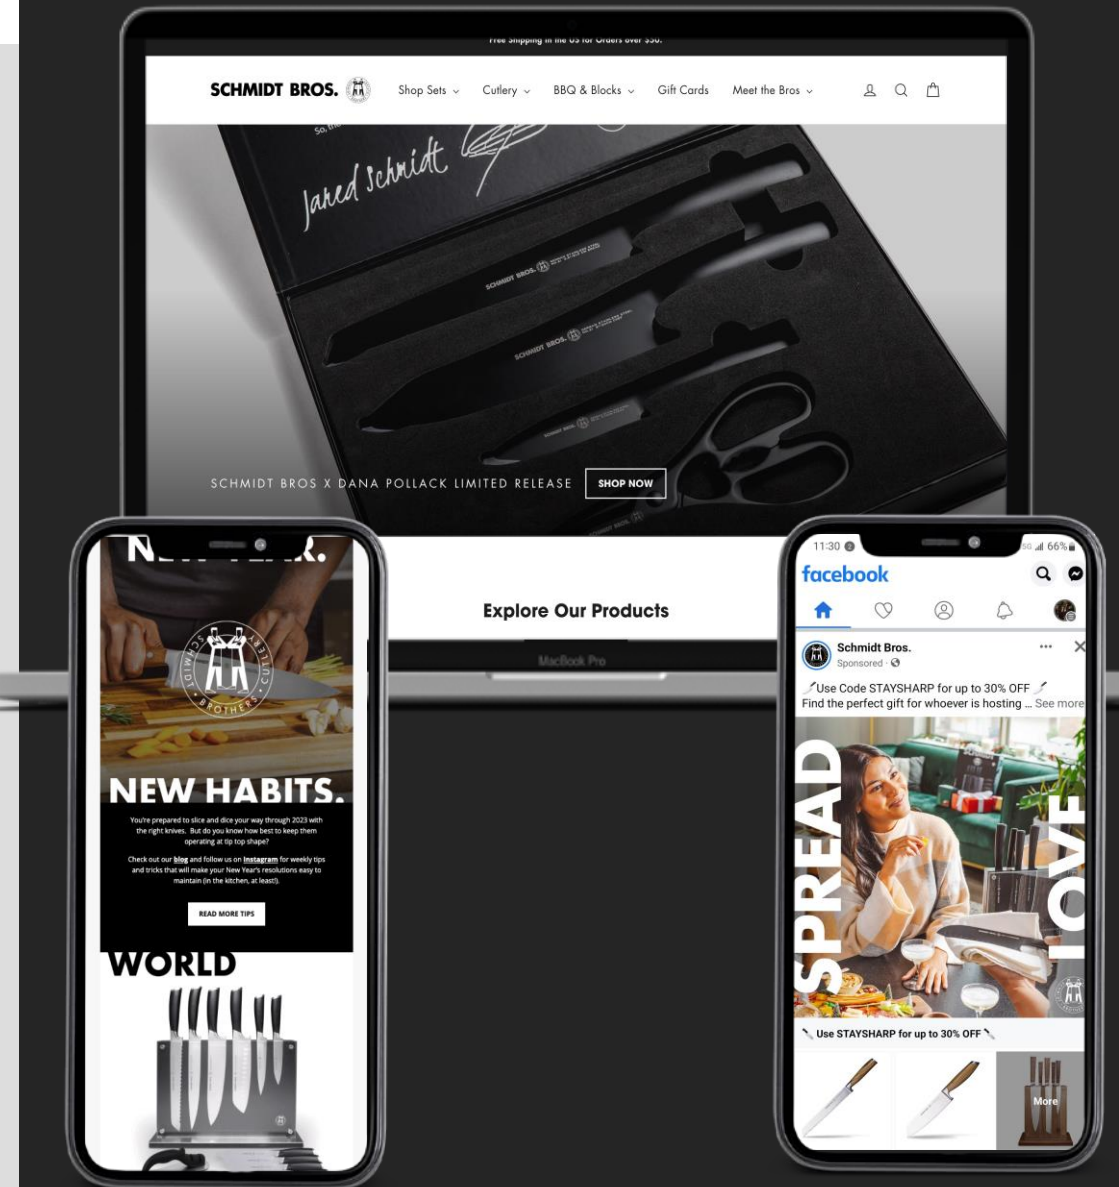 Free Shipping in the US for Orders over $50.
SCHMIDT BROS.
Shop Sets
Cutlery
BBQ & Blocks
Gift Cards
Meet the Bros
So, the
Jared Schmidt
SCHMIDT BROS.
SCHMIDT BROS.
SCHMIDT BROS.
SCHMIDT BROS X DANA POLLACK LIMITED RELEASE
SHOP NOW
Explore Our Products
MacBook Pro
NEW YEAR.
SCHMIDT BROTHERS CUTLERY
NEW HABITS.
You're prepared to slice and dice your way through 2023 with
the right knives. But do you know how best to keep them
operating at tip top shape?
Check out our blog and follow us on Instagram for weekly tips
and tricks that will make your New Year's resolutions easy to
maintain (in the kitchen, at least!).
READ MORE TIPS
WORLD
11:30
5G
66%
facebook
Schmidt Bros.
Sponsored
Use Code STAYSHARP for up to 30% OFF
Find the perfect gift for whoever is hosting ... See more
SPREAD
LOVE
Use STAYSHARP for up to 30% OFF
More